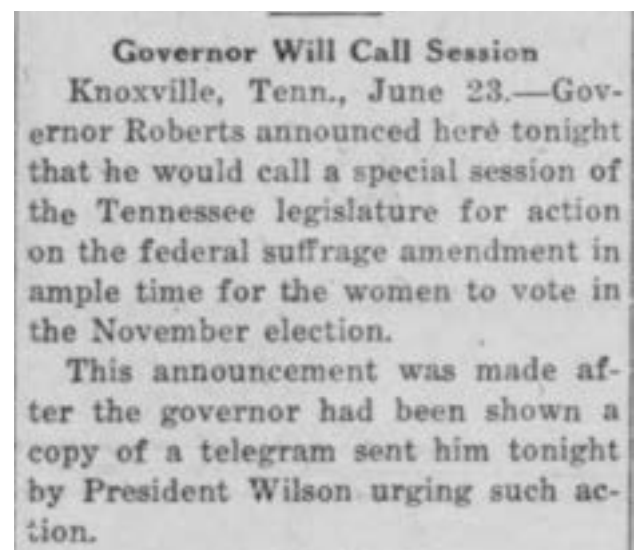 Governor Will Call Session
Knoxville, Tenn., June 23.—Gov-
ernor Roberts announced here tonight
that he would call a special session of
the Tennessee legislature for action
on the federal suffrage amendment in
ample time for the women to vote in
the November election.
This announcement was made af-
ter the governor had been shown a
copy of a telegram sent him tonight
by President Wilson urging such ac-
tion.